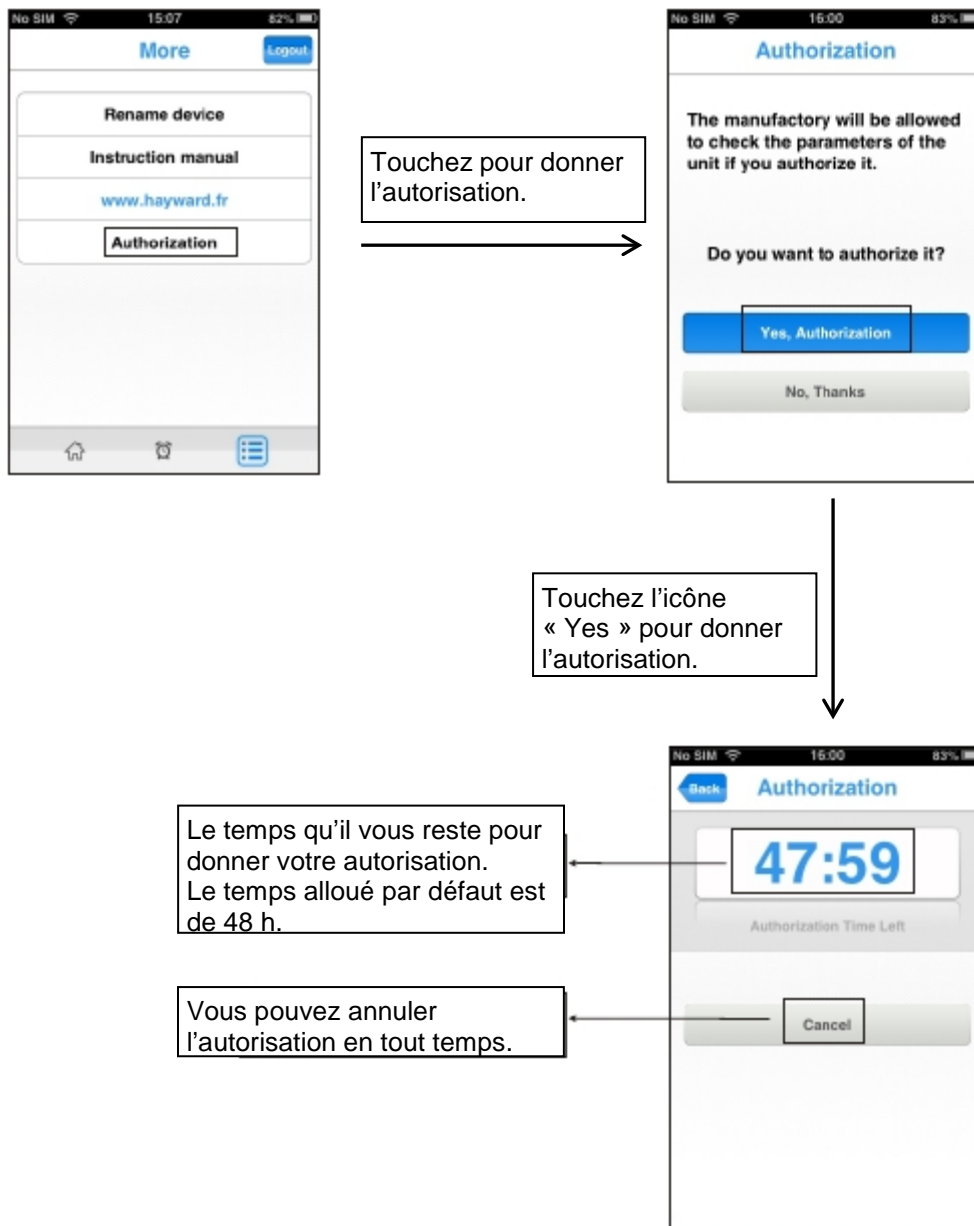 No SIM 15:07 82%
More Logout
Rename device
Instruction manual
www.hayward.fr
Authorization
Touchez pour donner
l’autorisation.
No SIM 16:00 83%
Authorization
The manufactory will be allowed
to check the parameters of the
unit if you authorize it.
Do you want to authorize it?
Yes, Authorization
No, Thanks
Touchez l’icône
« Yes » pour donner
l’autorisation.
No SIM 16:00 83%
Back Authorization
47:59
Authorization Time Left
Cancel
Le temps qu’il vous reste pour
donner votre autorisation.
Le temps alloué par défaut est
de 48 h.
Vous pouvez annuler
l’autorisation en tout temps.